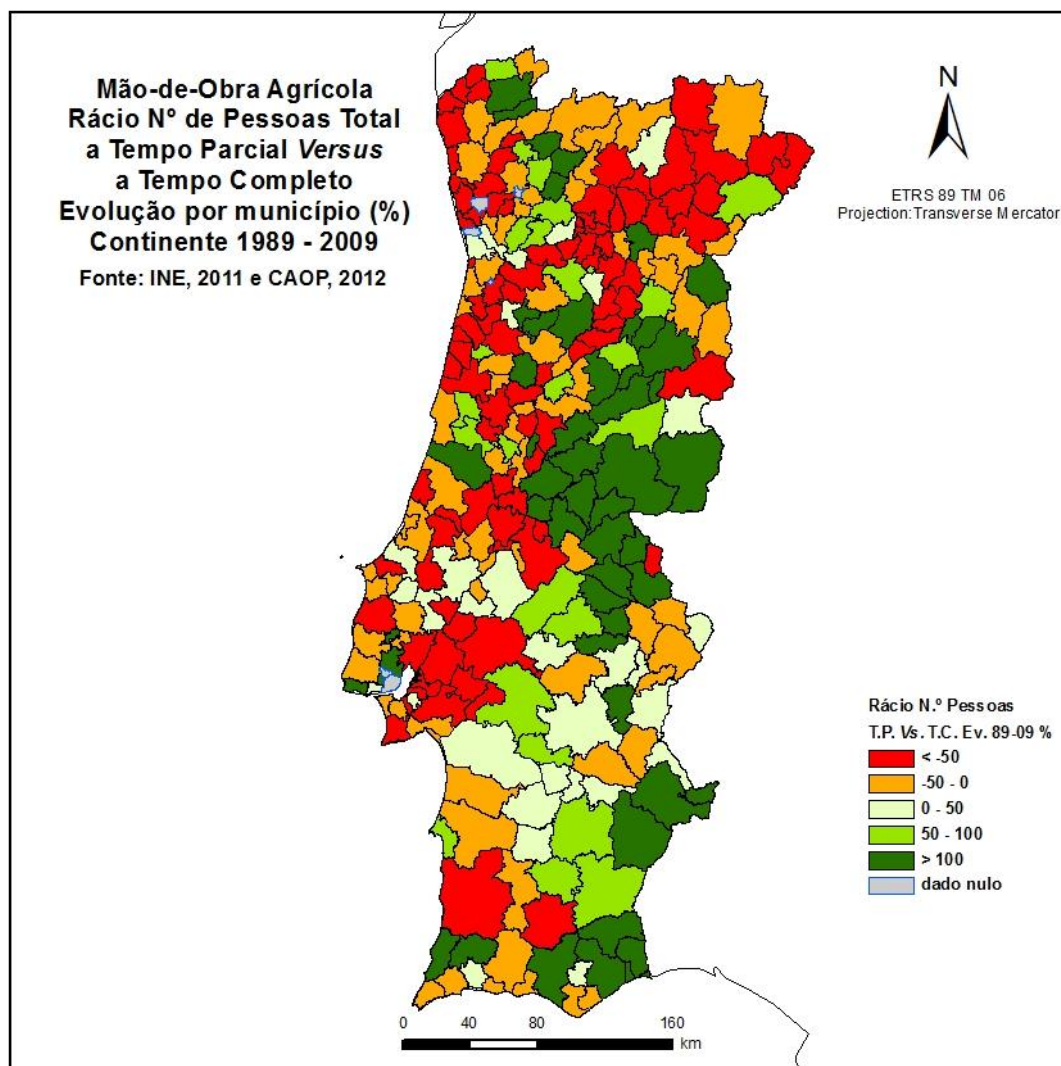 Mão-de-Obra Agrícola
Rácio Nº de Pessoas Total
a Tempo Parcial Versus
a Tempo Completo
Evolução por município (%)
Continente 1989 - 2009
Fonte: INE, 2011 e CAOP, 2012
N
ETRS 89 TM 06
Projection: Transverse Mercator
Rácio N.º Pessoas
T.P. Vs. T.C. Ev. 89-09 %
< -50
-50 - 0
0 - 50
50 - 100
> 100
dado nulo
0 40 80 160
km